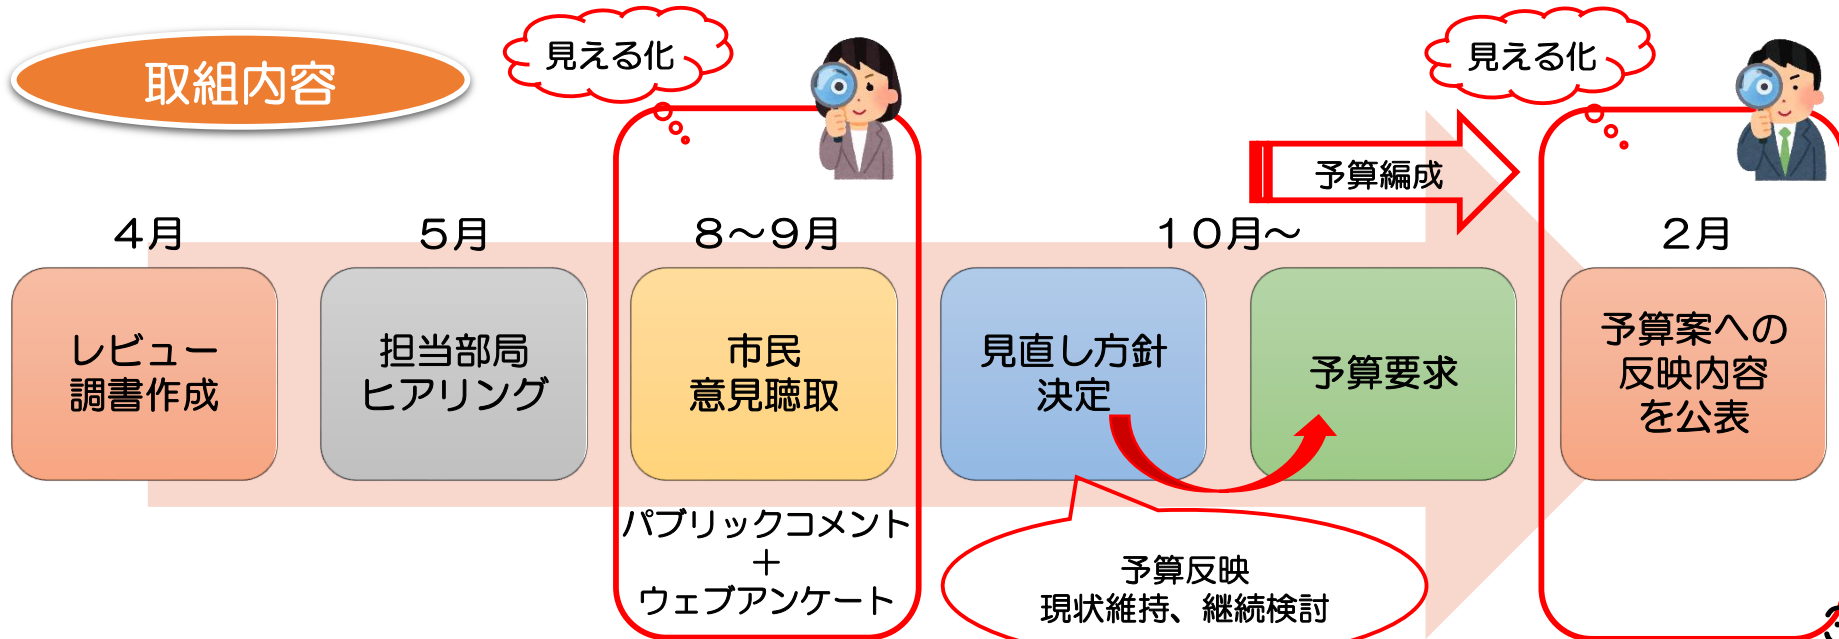 取組内容
見える化
見える化
予算編成
４月
５月
８～９月
１０月～
２月
レビュー
調書作成
担当部局
ヒアリング
市民
意見聴取
見直し方針
決定
予算要求
予算案への
反映内容
を公表
パブリックコメント
＋
ウェブアンケート
予算反映
現状維持、継続検討